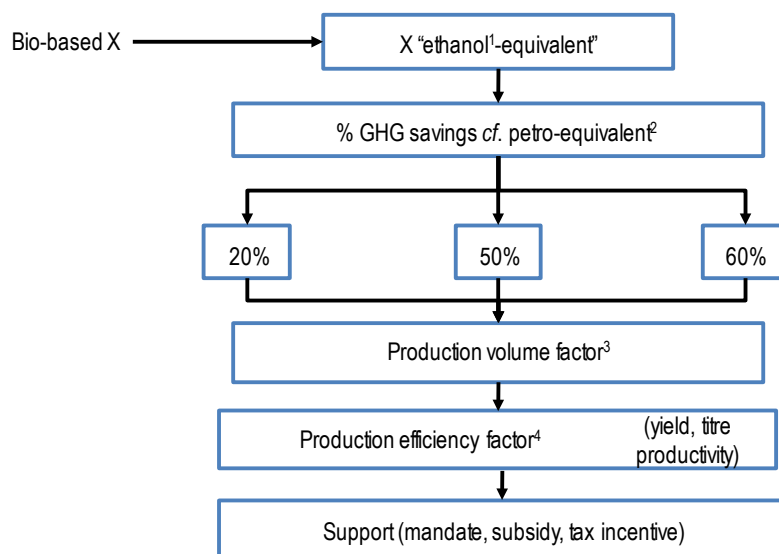 Bio-based X
X “ethanol¹-equivalent”
% GHG savings cf. petro-equivalent²
20%
50%
60%
Production volume factor³
Production efficiency factor⁴
(yield, titre
productivity)
Support (mandate, subsidy, tax incentive)